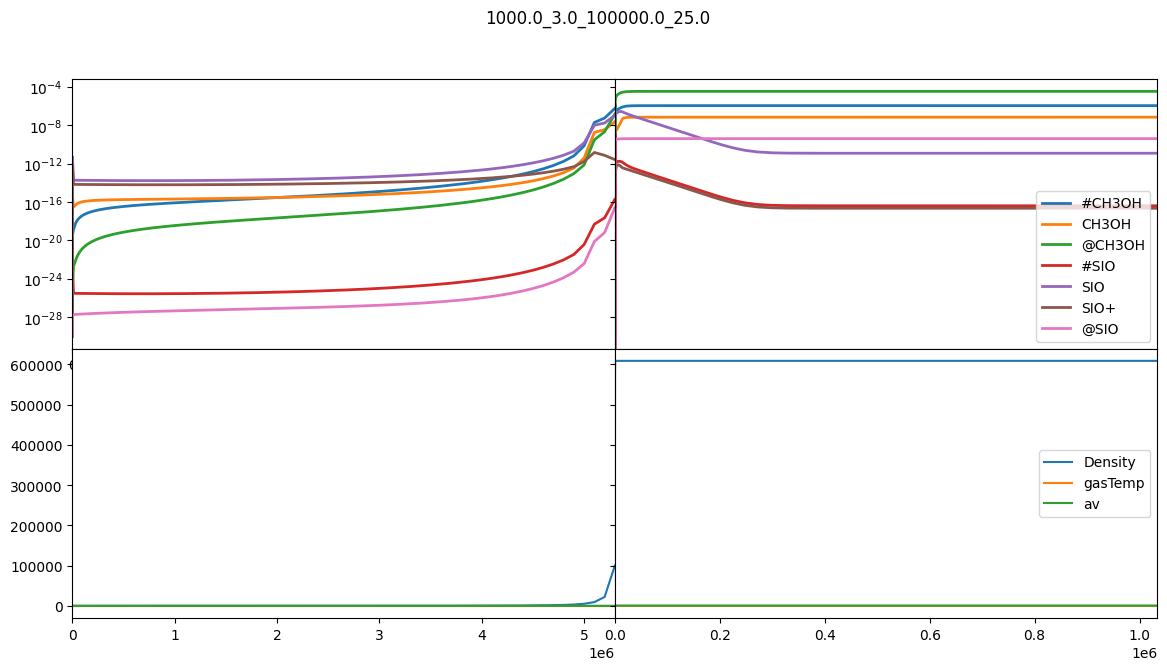 1000.0_3.0_100000.0_25.0
10⁻⁴
10⁻⁸
10⁻¹²
10⁻¹⁶
10⁻²⁰
10⁻²⁴
10⁻²⁸
#CH3OH
CH3OH
@CH3OH
#SIO
SIO
SIO+
@SIO
600000
500000
400000
300000
200000
100000
0
Density
gasTemp
av
0 1 2 3 4 5 0.0 0.2 0.4 0.6 0.8 1.0
1e6 1e6